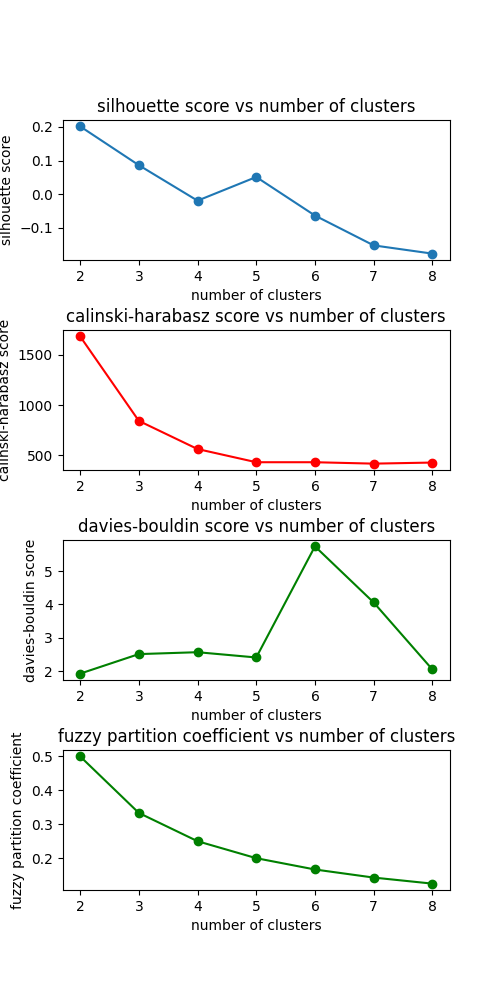 silhouette score vs number of clusters
silhouette score
0.2
0.1
0.0
−0.1
2 3 4 5 6 7 8
number of clusters
calinski-harabasz score vs number of clusters
calinski-harabasz score
1500
1000
500
2 3 4 5 6 7 8
number of clusters
davies-bouldin score vs number of clusters
davies-bouldin score
5
4
3
2
2 3 4 5 6 7 8
number of clusters
fuzzy partition coefficient vs number of clusters
fuzzy partition coefficient
0.5
0.4
0.3
0.2
2 3 4 5 6 7 8
number of clusters